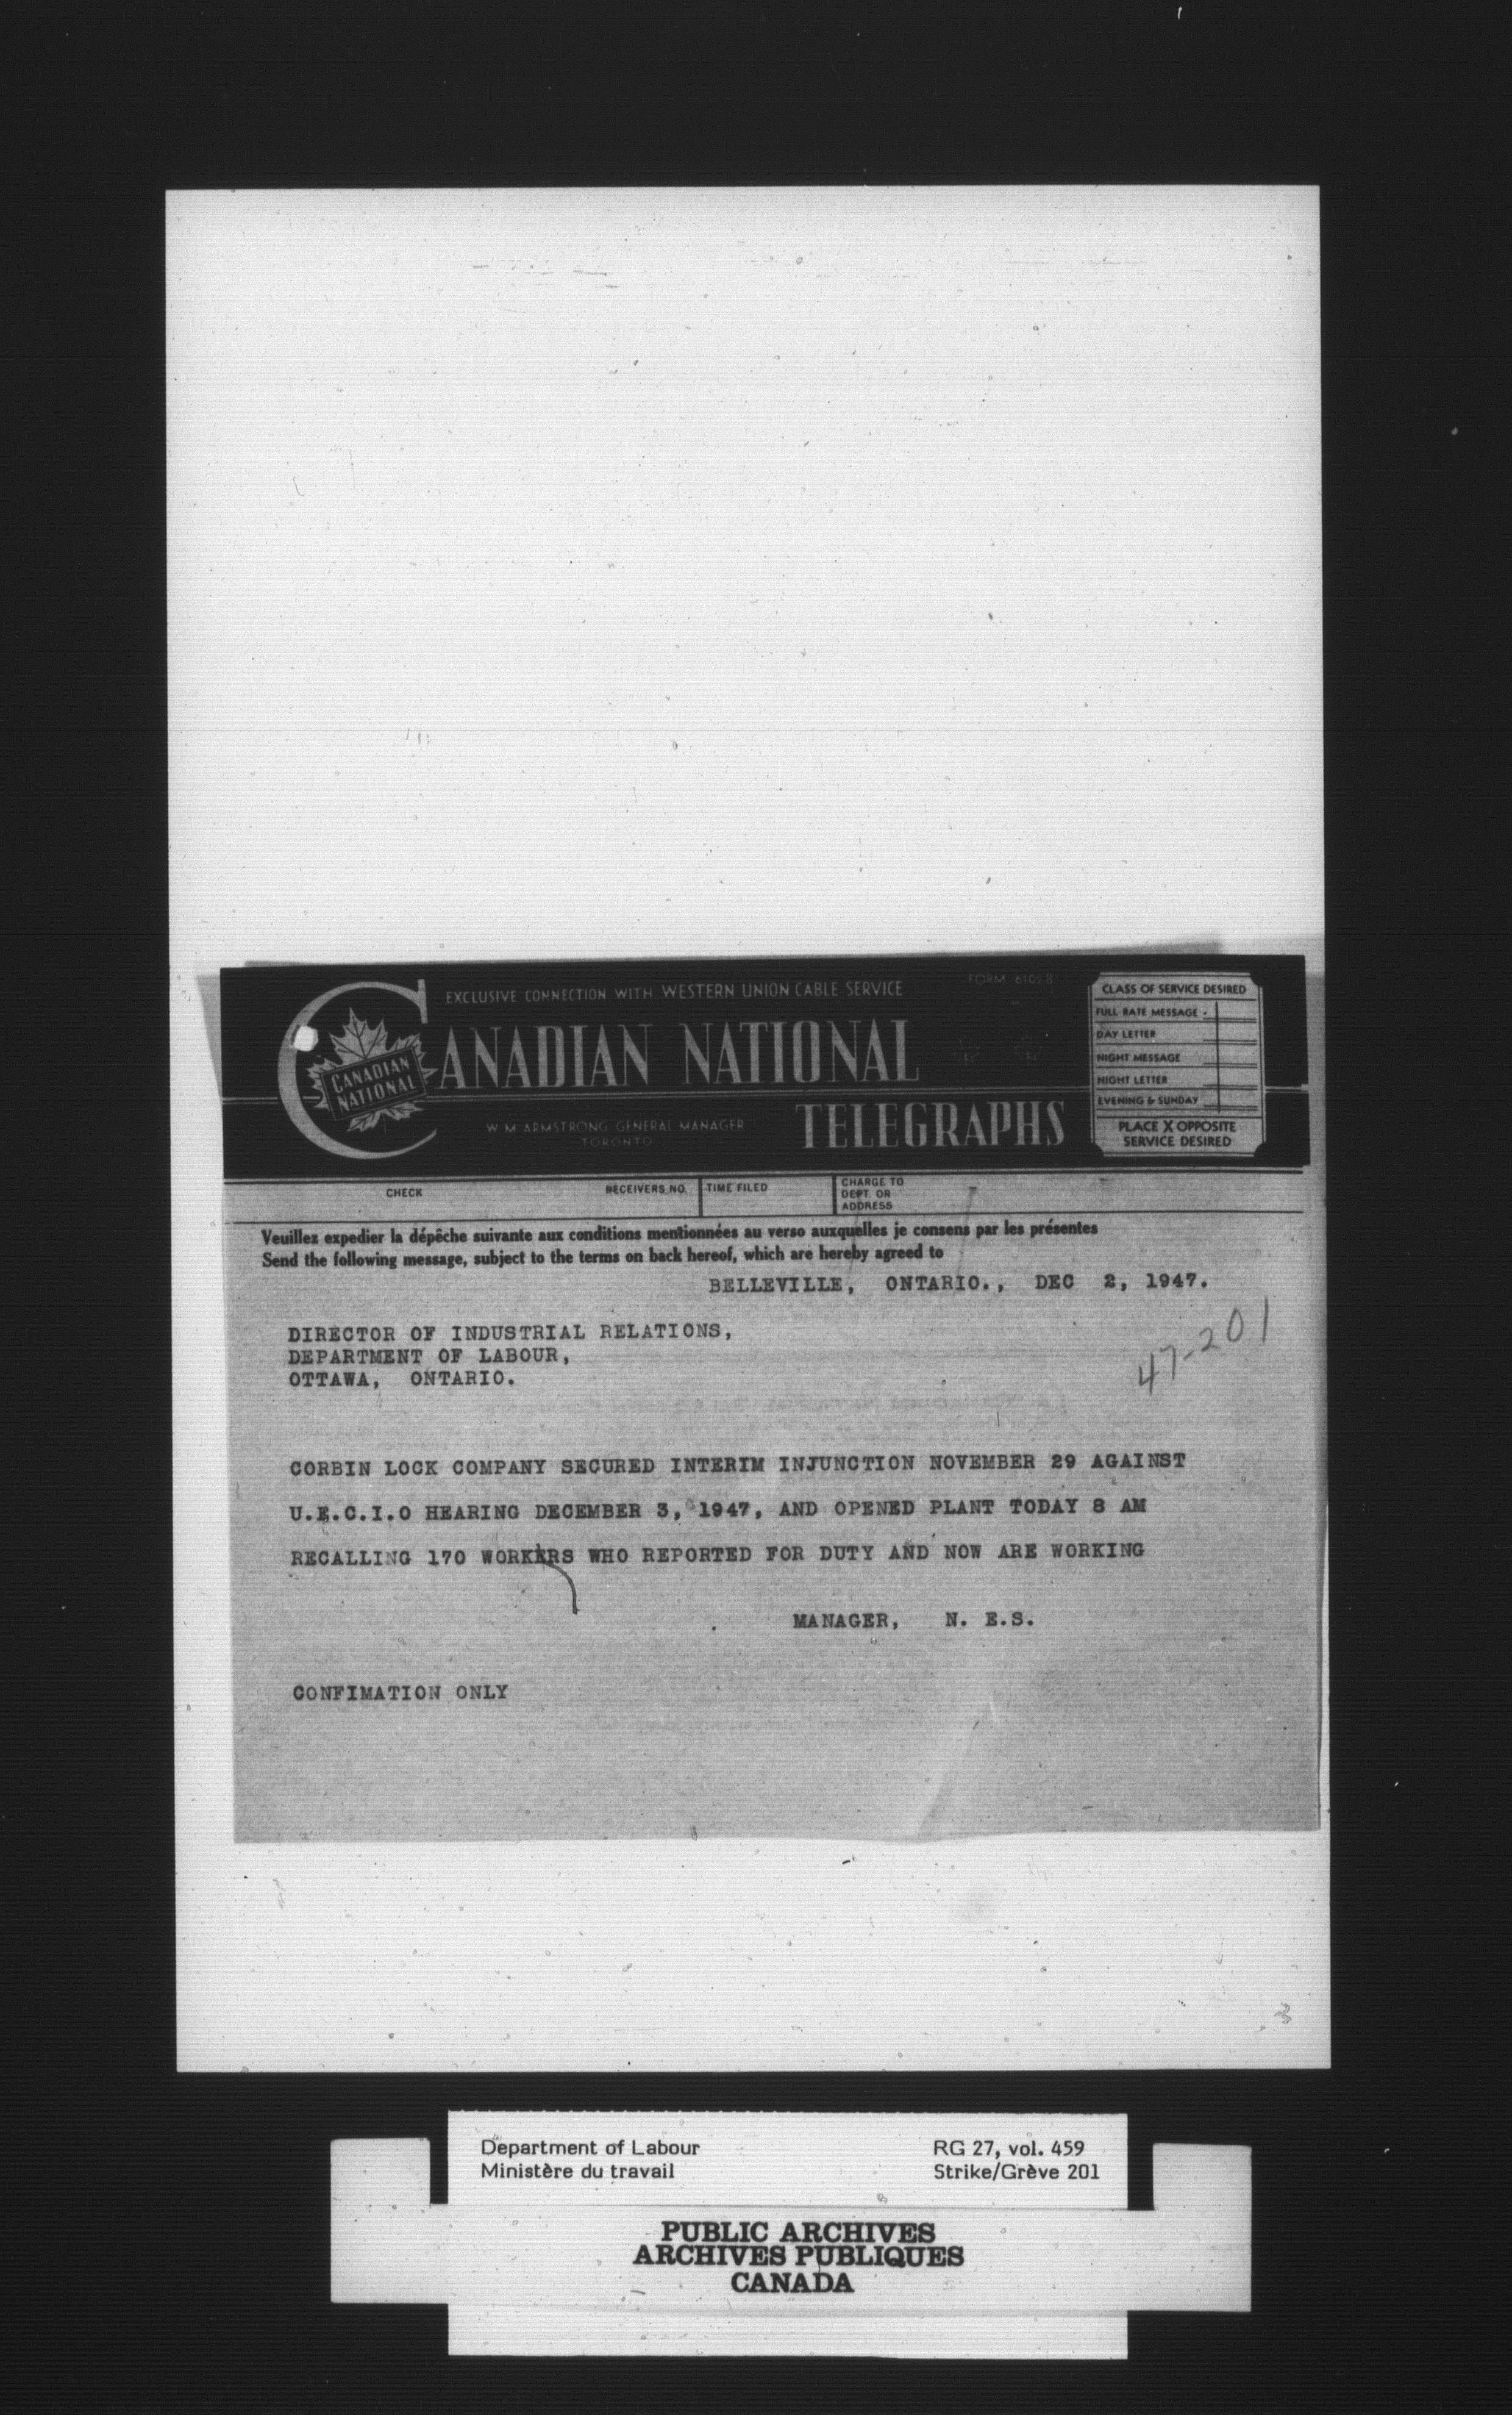 EXCLUSIVE CONNECTION WITH WESTERN UNION CABLE SERVICE
FORM 6102 B
CANADIAN NATIONAL
CANADIAN
NATIONAL
TELEGRAPHS
W M ARMSTRONG GENERAL MANAGER
TORONTO
CLASS OF SERVICE DESIRED
FULL RATE MESSAGE
DAY LETTER
NIGHT MESSAGE
NIGHT LETTER
EVENING & SUNDAY
PLACE X OPPOSITE
SERVICE DESIRED
CHECK
RECEIVERS NO.
TIME FILED
CHARGE TO
DEPT. OR
ADDRESS
Veuillez expedier la dépêche suivante aux conditions mentionnées au verso auxquelles je consens par les présentes
Send the following message, subject to the terms on back hereof, which are hereby agreed to
BELLEVILLE, ONTARIO., DEC 2, 1947.
DIRECTOR OF INDUSTRIAL RELATIONS,
DEPARTMENT OF LABOUR,
OTTAWA, ONTARIO.
47-201
CORBIN LOCK COMPANY SECURED INTERIM INJUNCTION NOVEMBER 29 AGAINST
U.E.C.I.O HEARING DECEMBER 3, 1947, AND OPENED PLANT TODAY 8 AM
RECALLING 170 WORKERS WHO REPORTED FOR DUTY AND NOW ARE WORKING
MANAGER, N. E.S.
CONFIMATION ONLY
Department of Labour
Ministère du travail
RG 27, vol. 459
Strike/Grève 201
PUBLIC ARCHIVES
ARCHIVES PUBLIQUES
CANADA